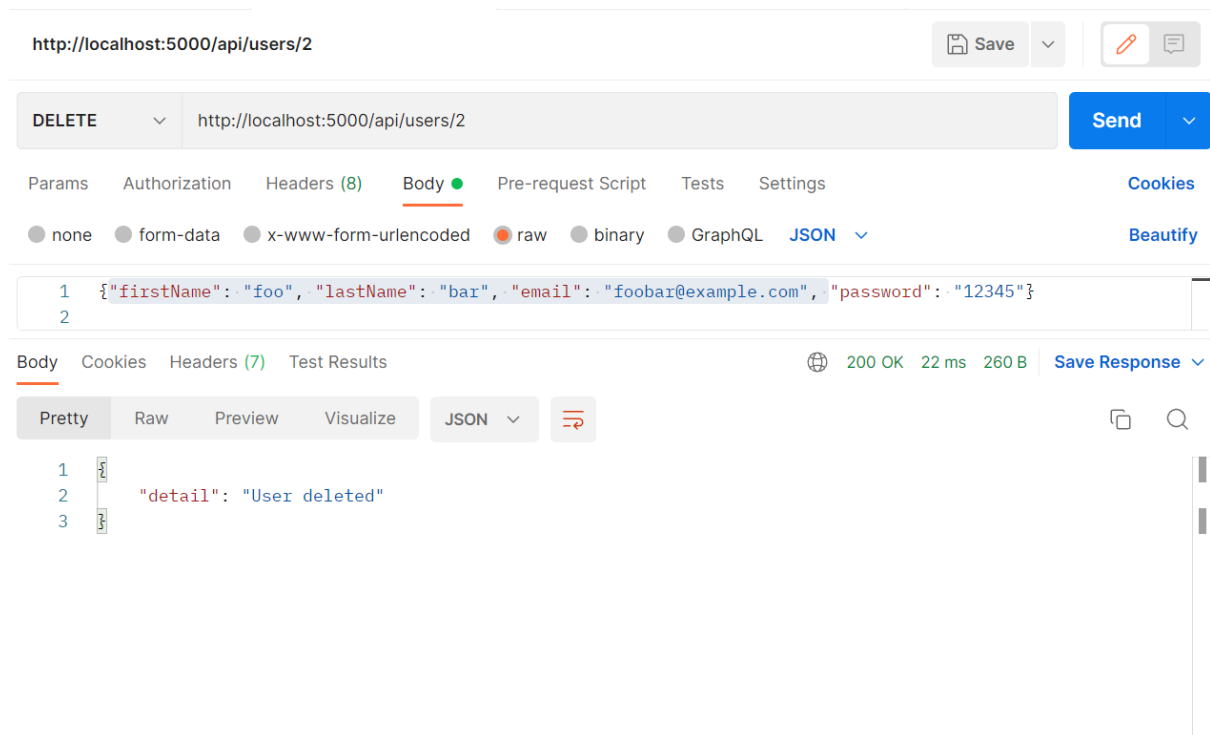 http://localhost:5000/api/users/2 Save
DELETE http://localhost:5000/api/users/2 Send
Params Authorization Headers (8) Body Pre-request Script Tests Settings Cookies
none form-data x-www-form-urlencoded raw binary GraphQL JSON Beautify
1 {"firstName": "foo", "lastName": "bar", "email": "foobar@example.com", "password": "12345"}
2
Body Cookies Headers (7) Test Results 200 OK 22 ms 260 B Save Response
Pretty Raw Preview Visualize JSON
1 {
2 "detail": "User deleted"
3 }